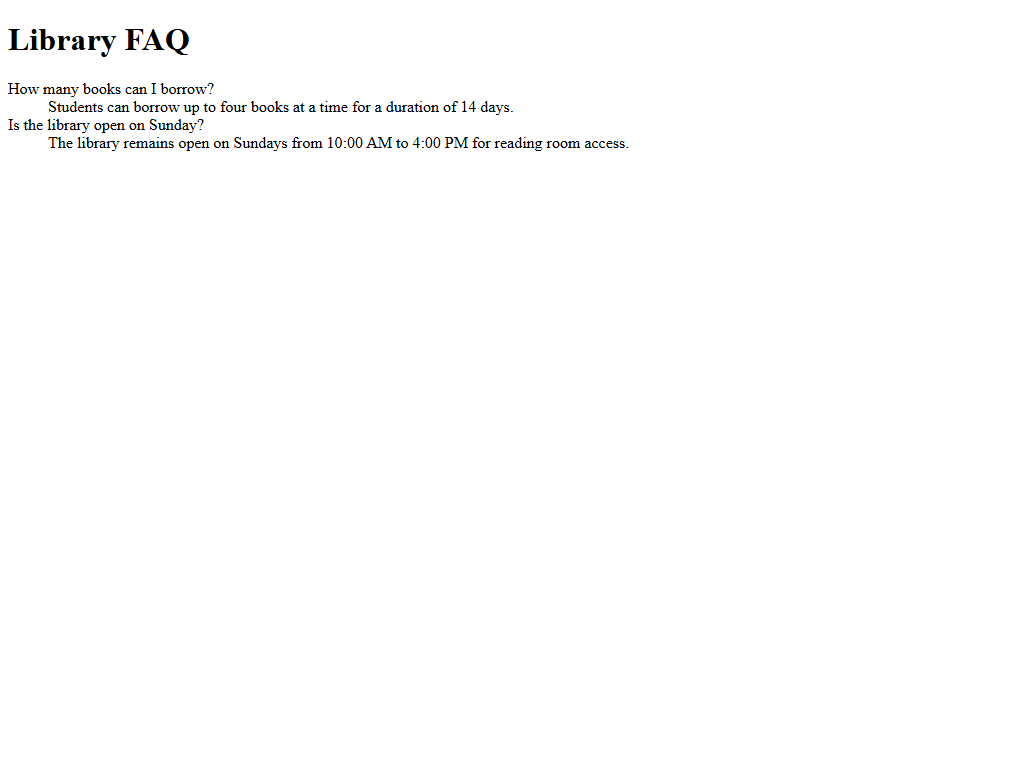 Library FAQ
How many books can I borrow?
Students can borrow up to four books at a time for a duration of 14 days.
Is the library open on Sunday?
The library remains open on Sundays from 10:00 AM to 4:00 PM for reading room access.